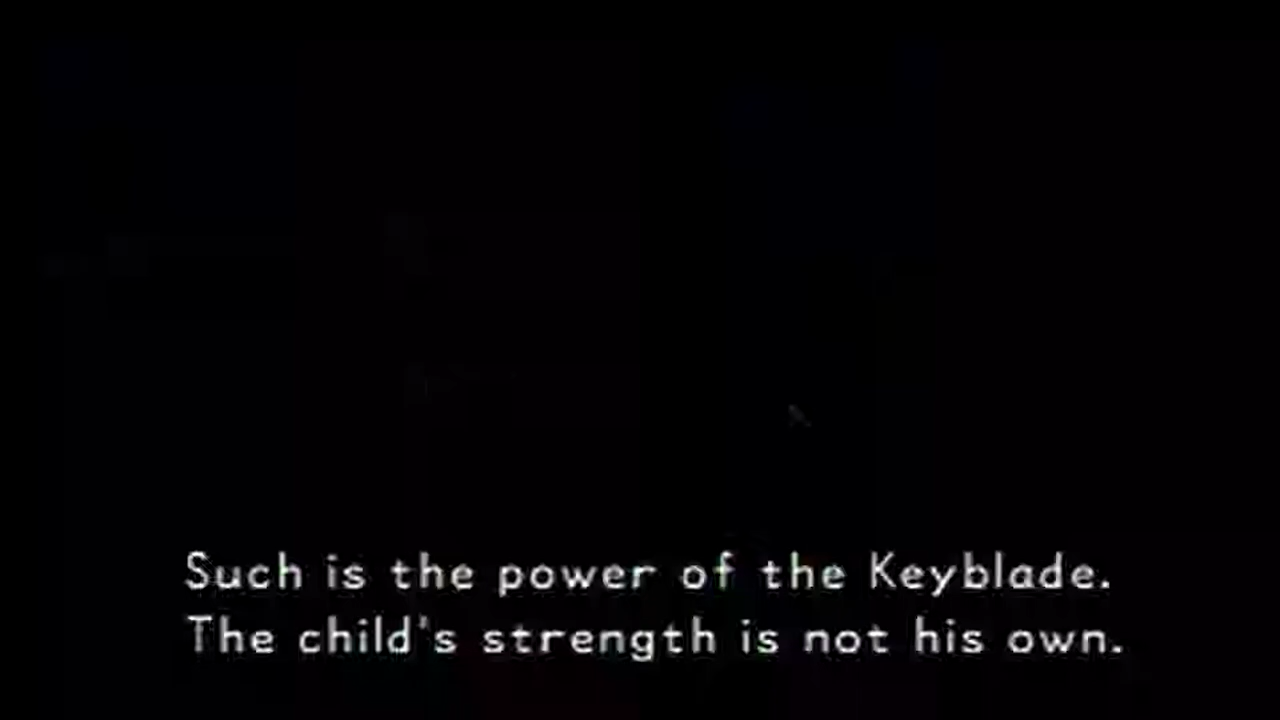 Such is the power of the Keyblade.
The child's strength is not his own.